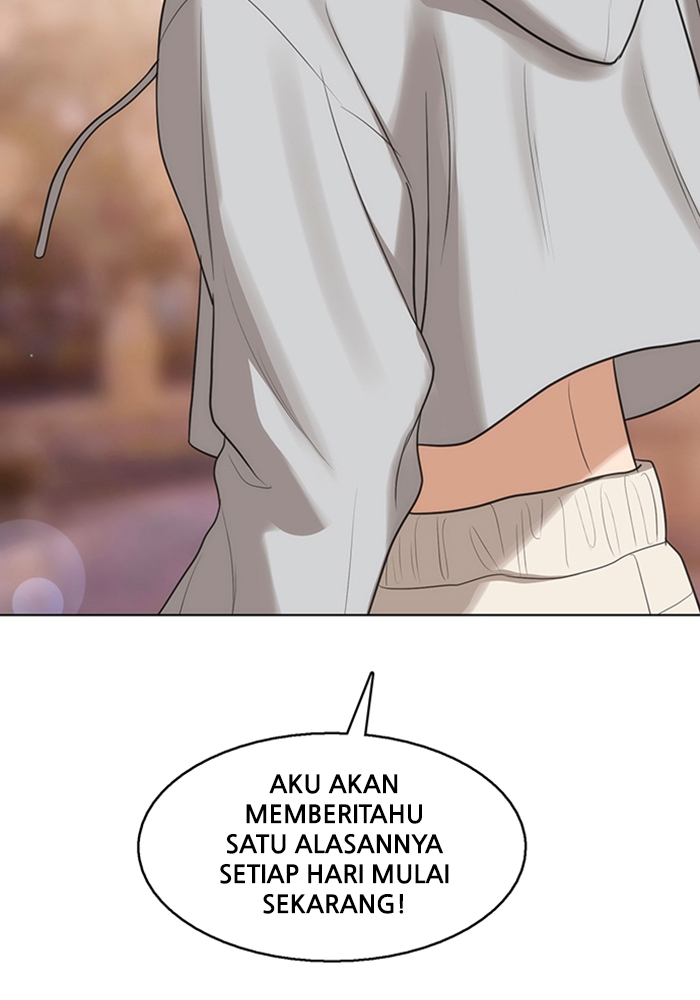 AKU AKAN
MEMBERITAHU
SATU ALASANNYA
SETIAP HARI MULAI
SEKARANG!